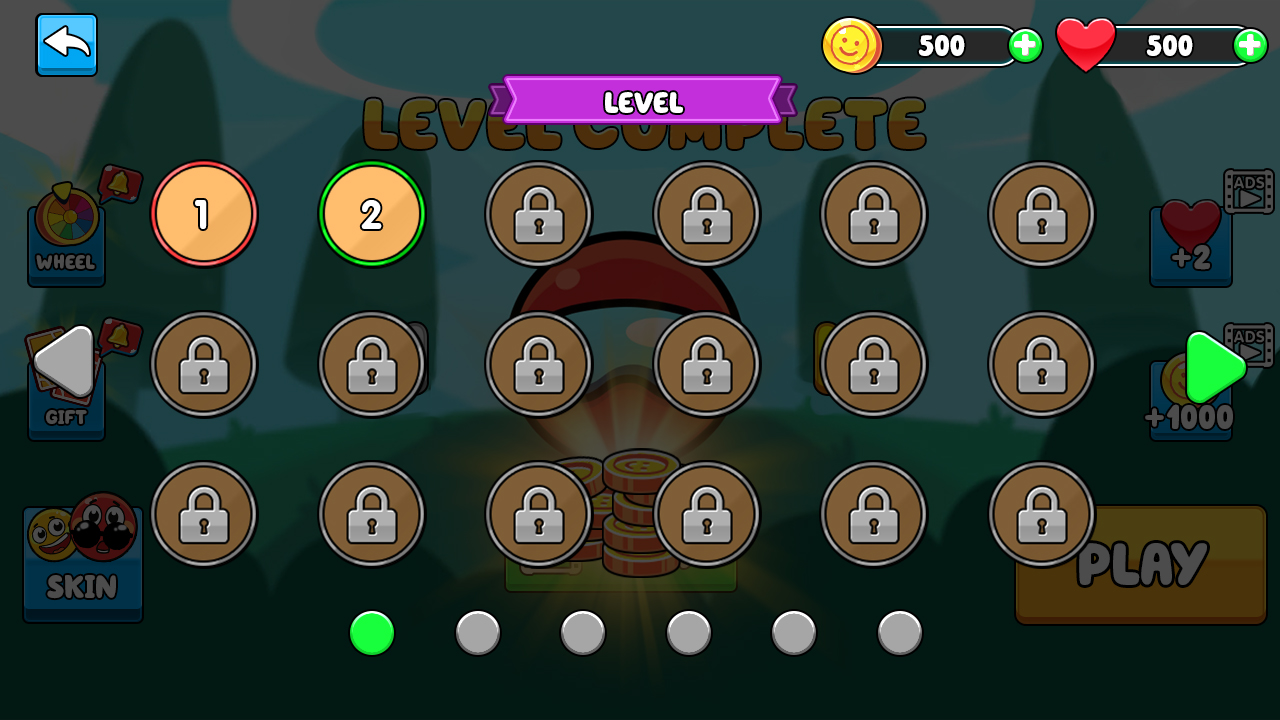 500
500
LEVEL
LEVEL COMPLETE
1
2
ADS
WHEEL
+2
ADS
GIFT
+1000
SKIN
PLAY